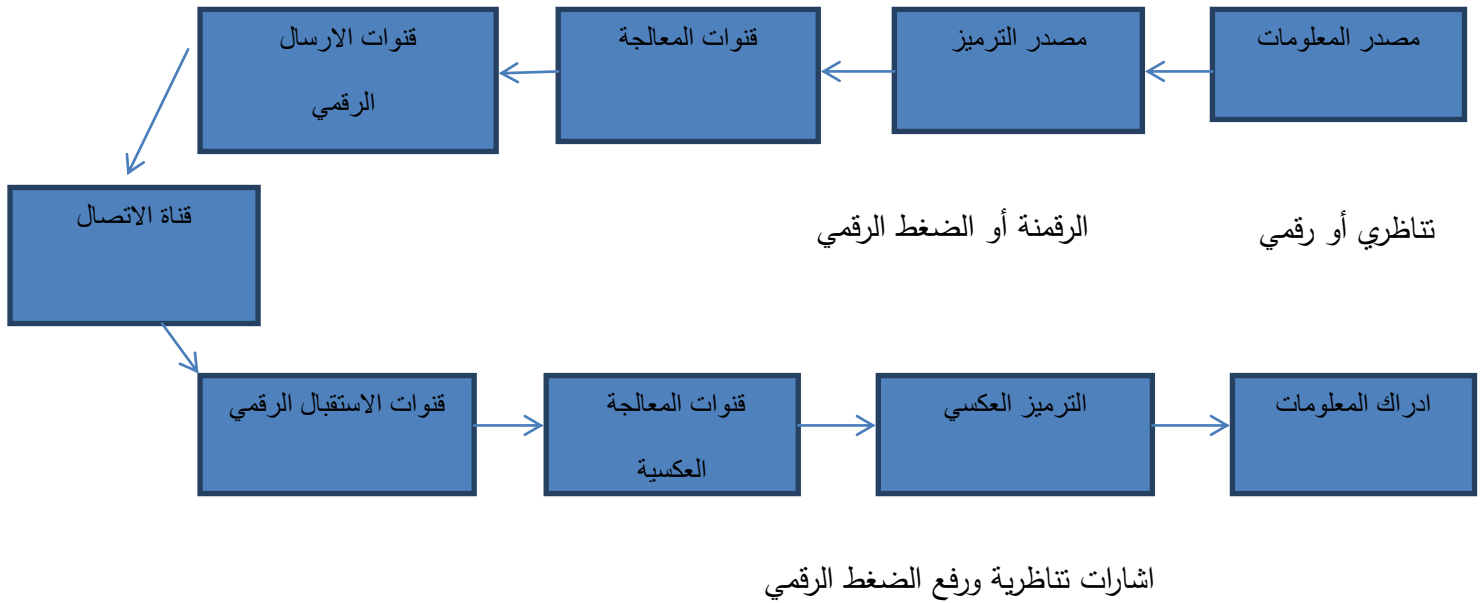 مصدر المعلومات
مصدر الترميز
قنوات المعالجة
قنوات الارسال
الرقمي
تناظري أو رقمي
الرقمنة أو الضغط الرقمي
قناة الاتصال
قنوات الاستقبال الرقمي
قنوات المعالجة
العكسية
الترميز العكسي
ادراك المعلومات
اشارات تناظرية ورفع الضغط الرقمي